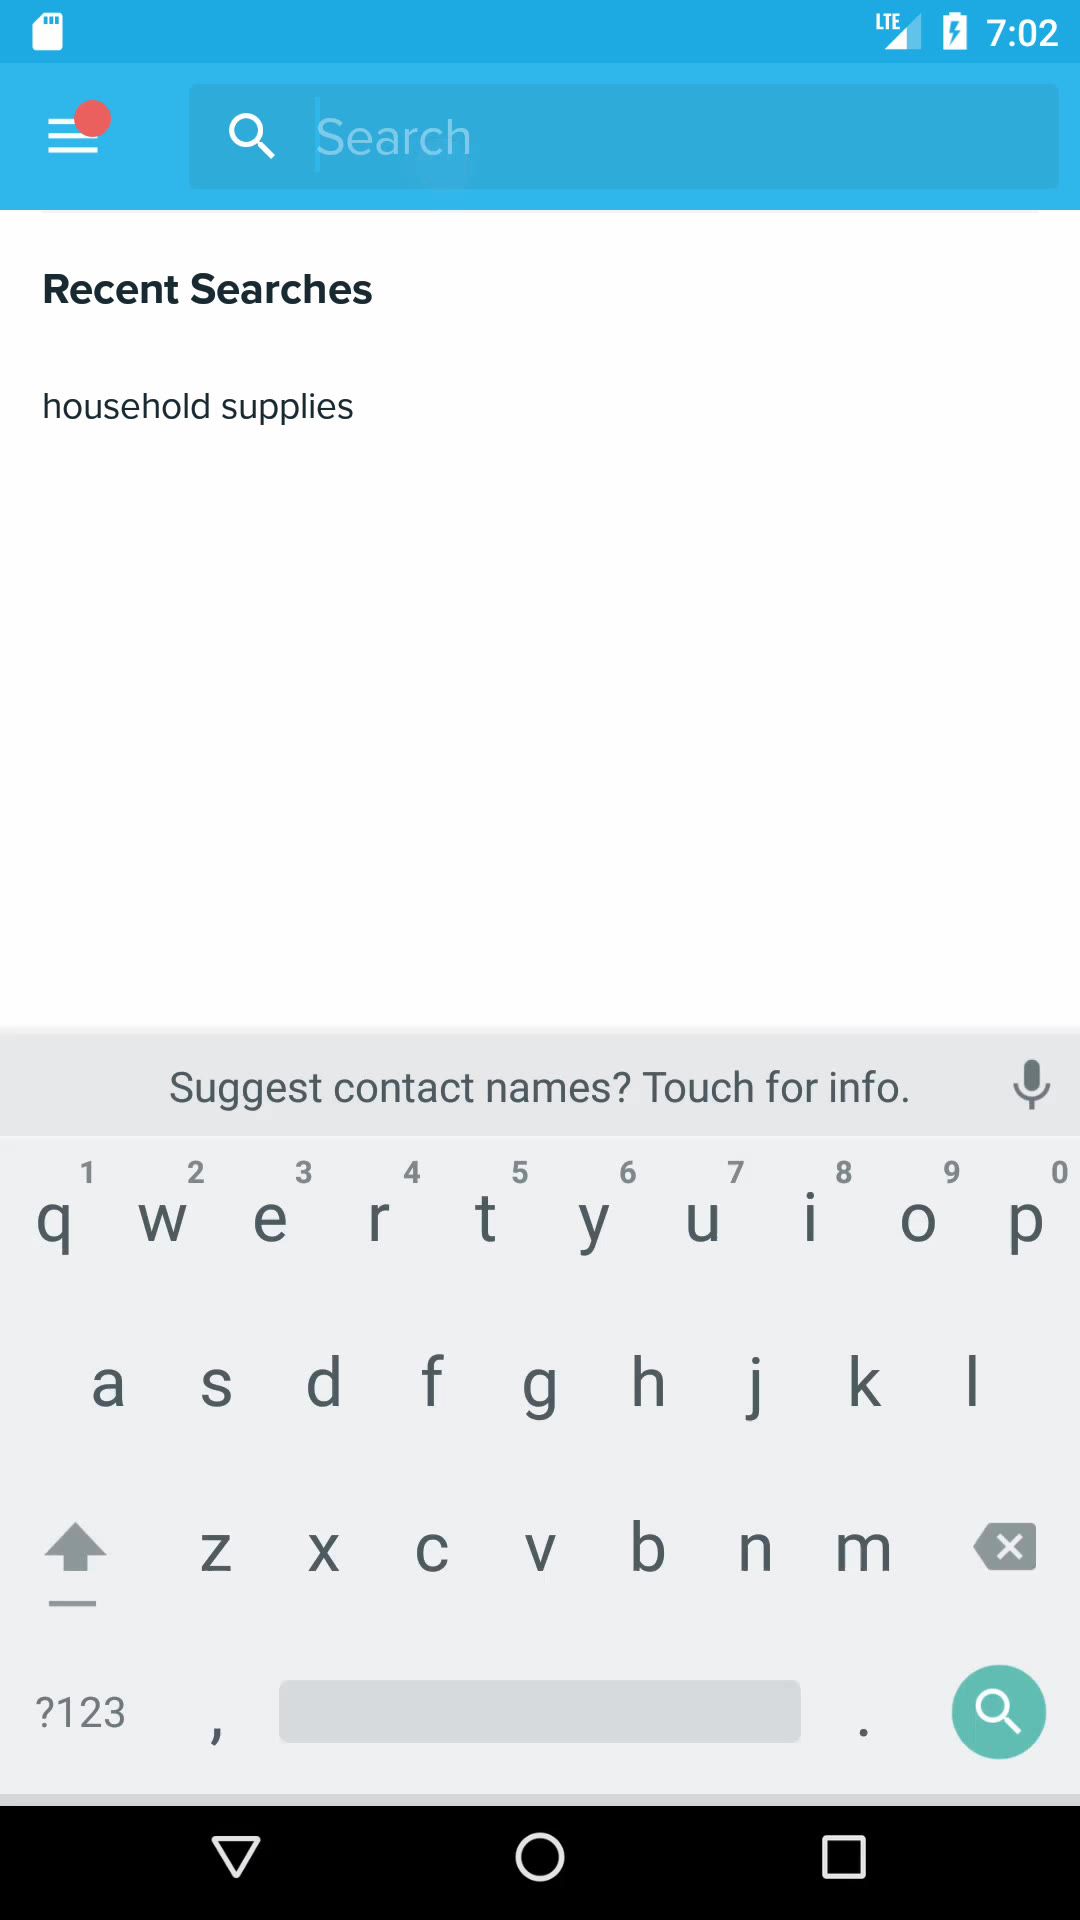 LTE 7:02
Search
Recent Searches
household supplies
Suggest contact names? Touch for info.
1 2 3 4 5 6 7 8 9 0
q w e r t y u i o p
a s d f g h j k l
z x c v b n m
?123 , .